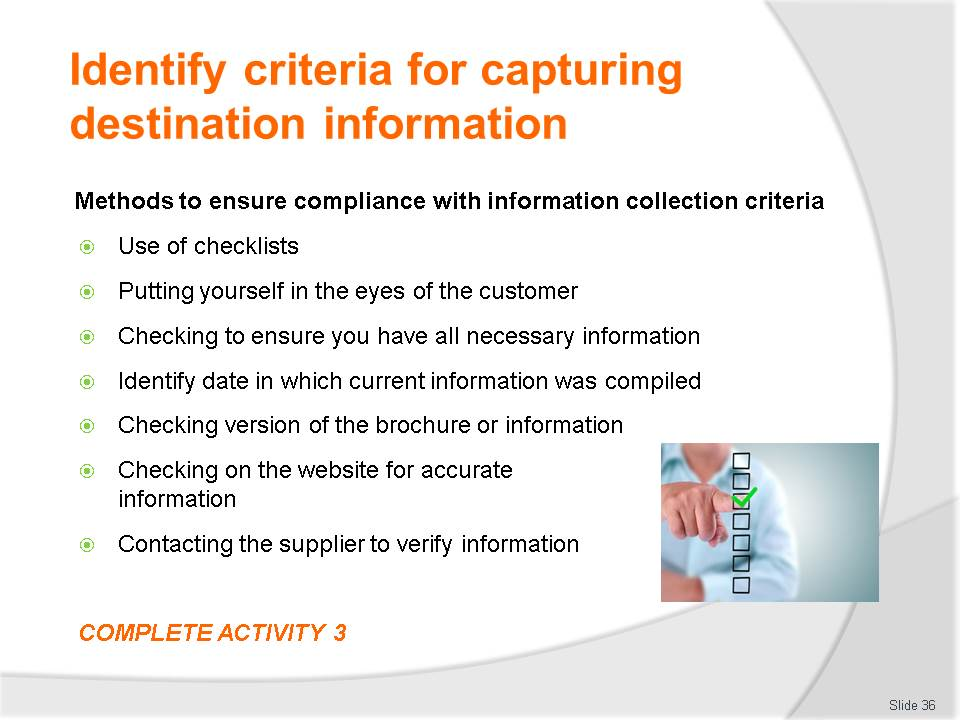 Identify criteria for capturing
destination information
Methods to ensure compliance with information collection criteria
Use of checklists
Putting yourself in the eyes of the customer
Checking to ensure you have all necessary information
Identify date in which current information was compiled
Checking version of the brochure or information
Checking on the website for accurate
information
Contacting the supplier to verify information
COMPLETE ACTIVITY 3
Slide 36